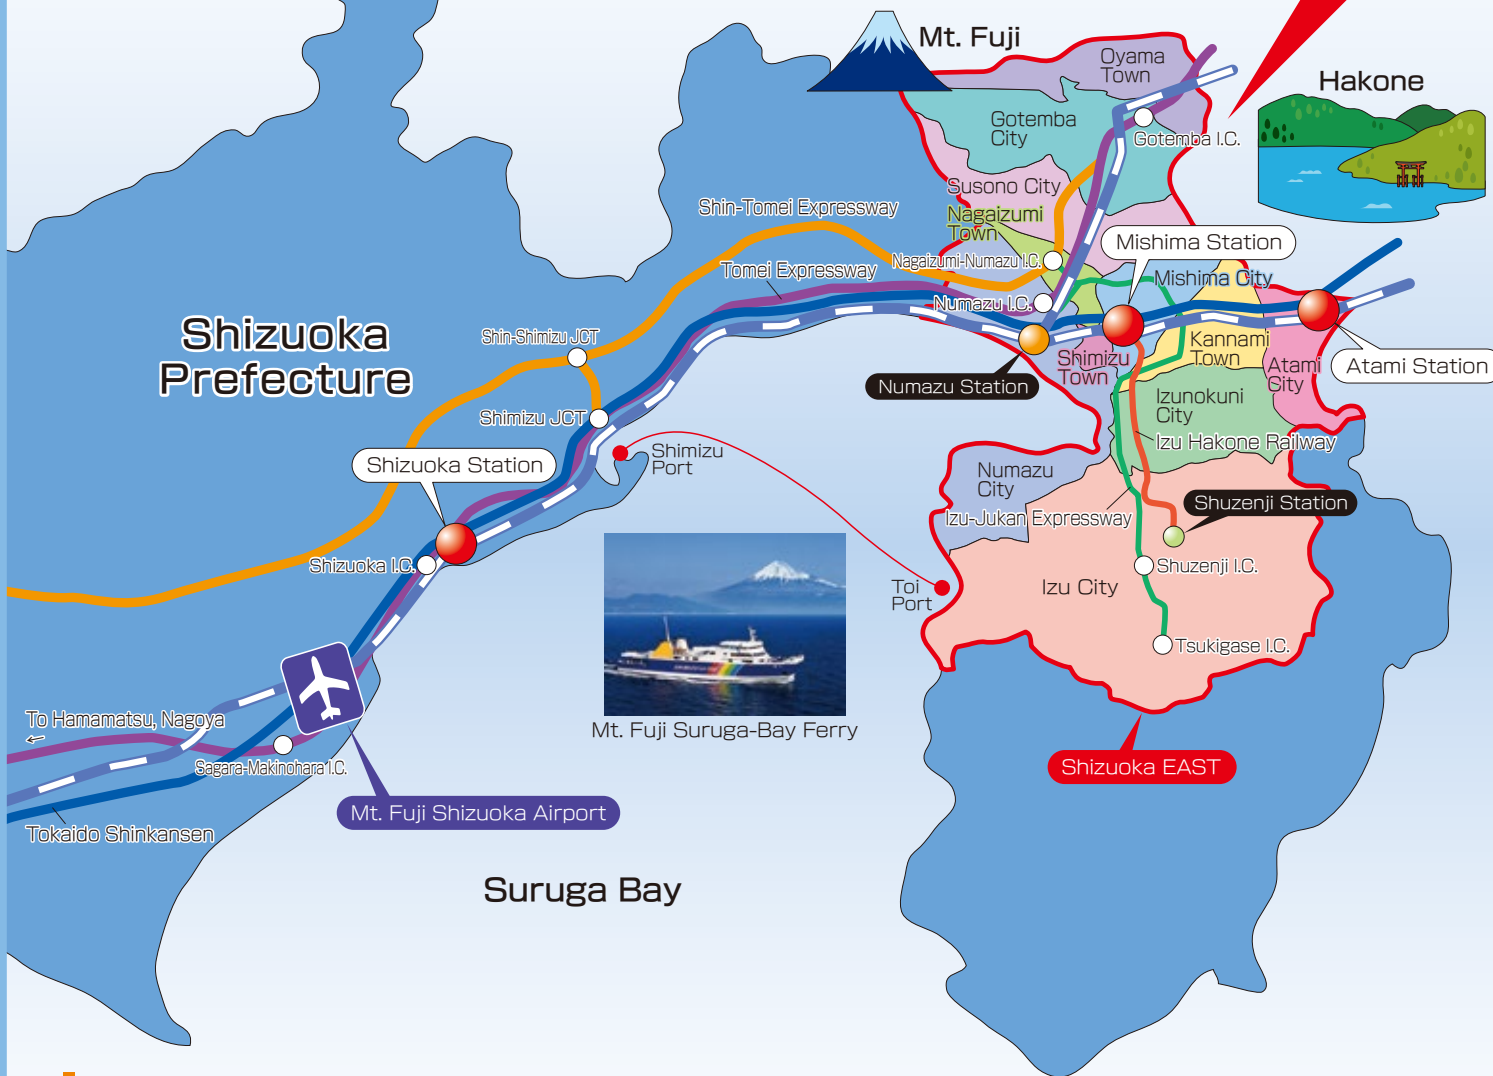 Mt. Fuji
Oyama
Town
Hakone
Gotemba
City
Gotemba I.C.
Susono City
Shin-Tomei Expressway
Nagaizumi
Town
Mishima Station
Nagaizumi-Numazu I.C.
Tomei Expressway
Mishima City
Numazu I.C.
Shizuoka
Prefecture
Shin-Shimizu JCT
Kannami
Town
Shimizu
Town
Atami
City
Atami Station
Numazu Station
Izunokuni
City
Shimizu JCT
Izu Hakone Railway
Shimizu
Port
Shizuoka Station
Numazu
City
Shuzenji Station
Izu-Jukan Expressway
Shizuoka I.C.
Shuzenji I.C.
Izu City
Toi
Port
Tsukigase I.C.
To Hamamatsu, Nagoya
←
Mt. Fuji Suruga-Bay Ferry
Sagara-Makinohara I.C.
Shizuoka EAST
Mt. Fuji Shizuoka Airport
Tokaido Shinkansen
Suruga Bay